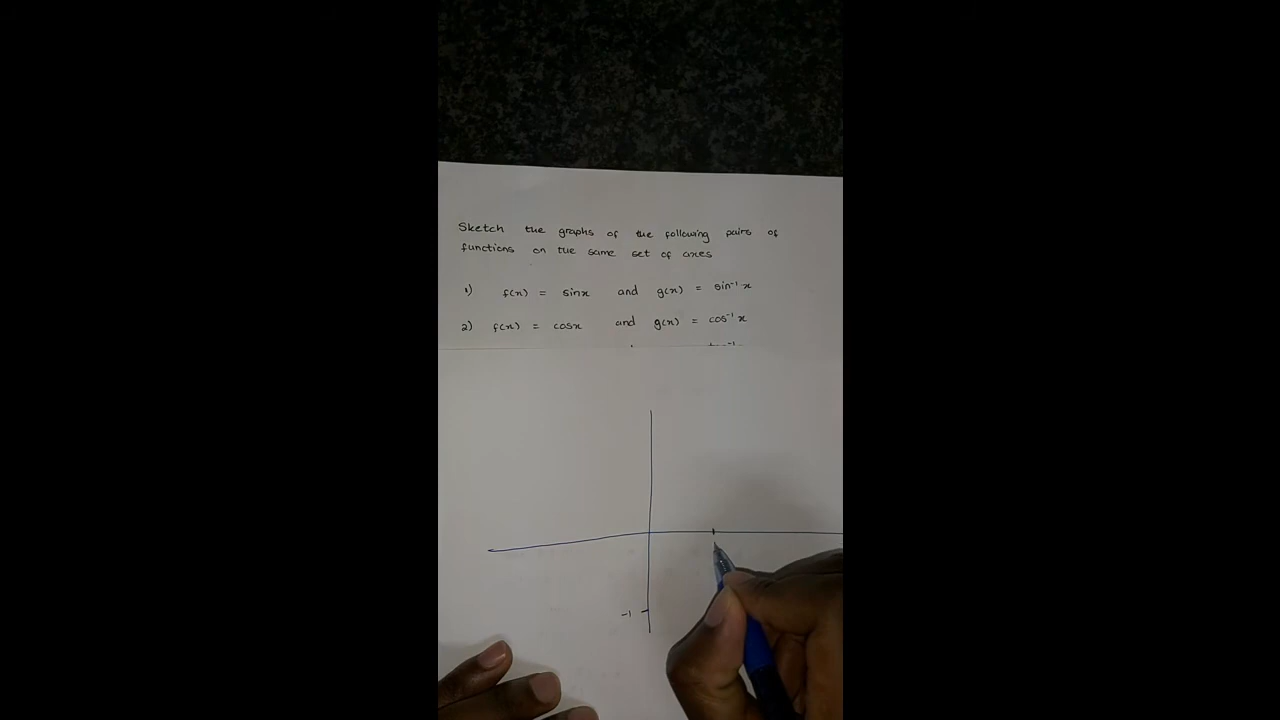 Sketch the graphs of the following pairs of
functions on the same set of axes
1) f(x) = sinx and g(x) = sin⁻¹ x
2) f(x) = cosx and g(x) = cos⁻¹ x
-1